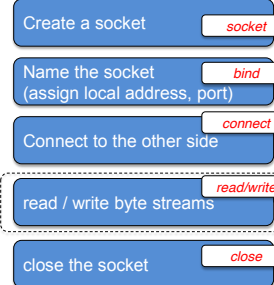 Create a socket
socket
Name the socket
(assign local address, port)
bind
Connect to the other side
connect
read / write byte streams
read/write
close the socket
close